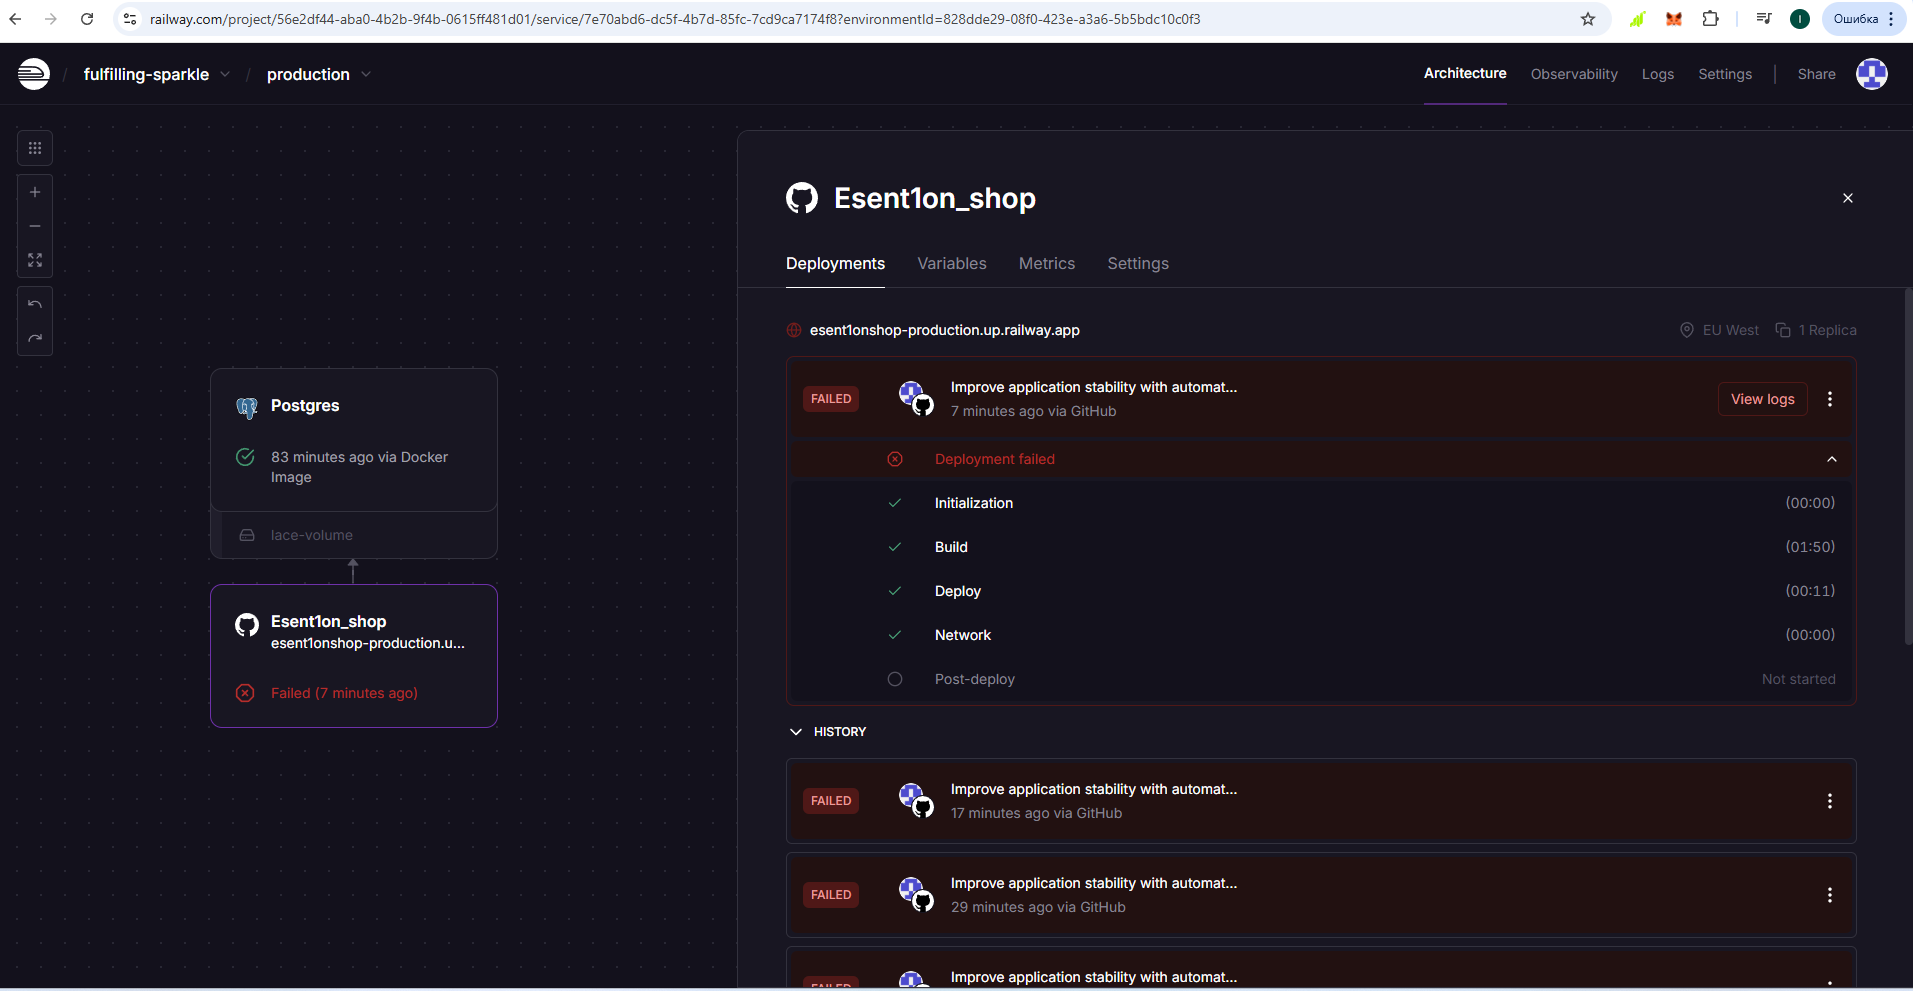 railway.com/project/56e2df44-aba0-4b2b-9f4b-0615ff481d01/service/7e70abd6-dc5f-4b7d-85fc-7cd9ca7174f8?environmentId=828dde29-08f0-423e-a3a6-5b5bdc10c0f3
I
Ошибка
/ fulfilling-sparkle / production
Architecture Observability Logs Settings | Share
Postgres
83 minutes ago via Docker
Image
lace-volume
Esent1on_shop
esent1onshop-production.u...
Failed (7 minutes ago)
Esent1on_shop
Deployments Variables Metrics Settings
esent1onshop-production.up.railway.app EU West 1 Replica
FAILED
Improve application stability with automat...
7 minutes ago via GitHub
View logs
Deployment failed
Initialization (00:00)
Build (01:50)
Deploy (00:11)
Network (00:00)
Post-deploy Not started
HISTORY
FAILED
Improve application stability with automat...
17 minutes ago via GitHub
FAILED
Improve application stability with automat...
29 minutes ago via GitHub
FAILED
Improve application stability with automat...